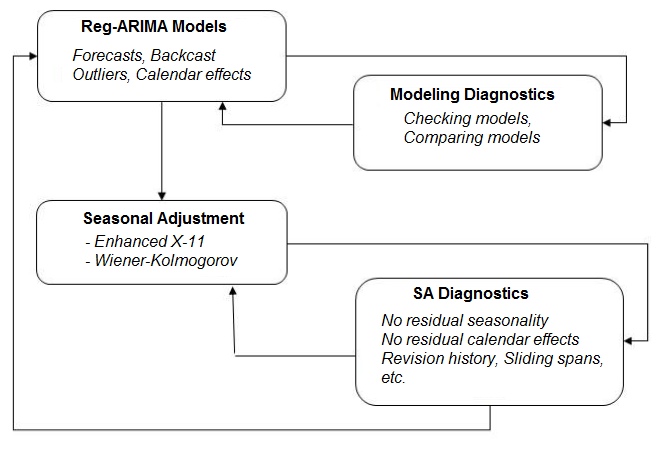 Reg-ARIMA Models
Forecasts, Backcast
Outliers, Calendar effects
Modeling Diagnostics
Checking models,
Comparing models
Seasonal Adjustment
- Enhanced X-11
- Wiener-Kolmogorov
SA Diagnostics
No residual seasonality
No residual calendar effects
Revision history, Sliding spans,
etc.